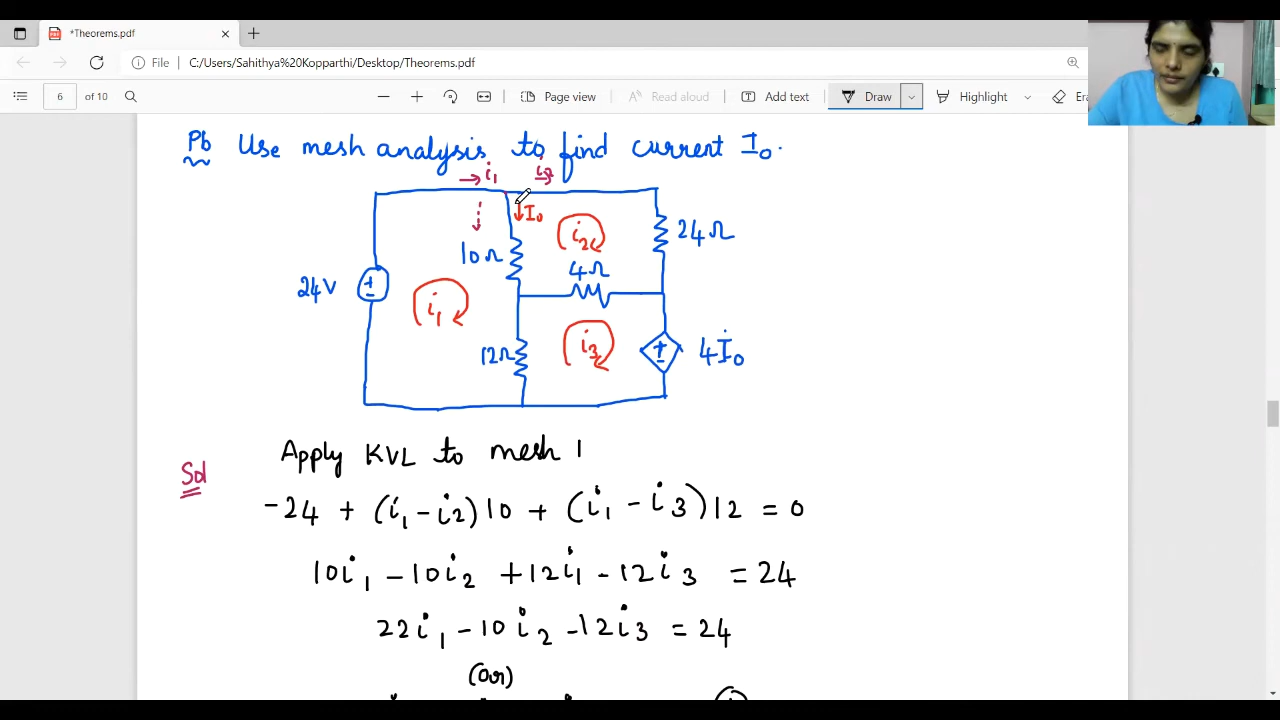 *Theorems.pdf
File C:/Users/Sahithya%20Kopparthi/Desktop/Theorems.pdf
6 of 10 Page view Read aloud Add text Draw Highlight Era
Pb Use mesh analysis to find current I₀.
i₁ i₂
I₀
i₂ 24Ω
10Ω
4Ω
24V + − i₁
12Ω i₃ + − 4I₀
Apply KVL to mesh 1
Sol
-24 + (i₁ - i₂)10 + (i₁ - i₃)12 = 0
10i₁ - 10i₂ + 12i₁ - 12i₃ = 24
22i₁ - 10i₂ - 12i₃ = 24
(Or)